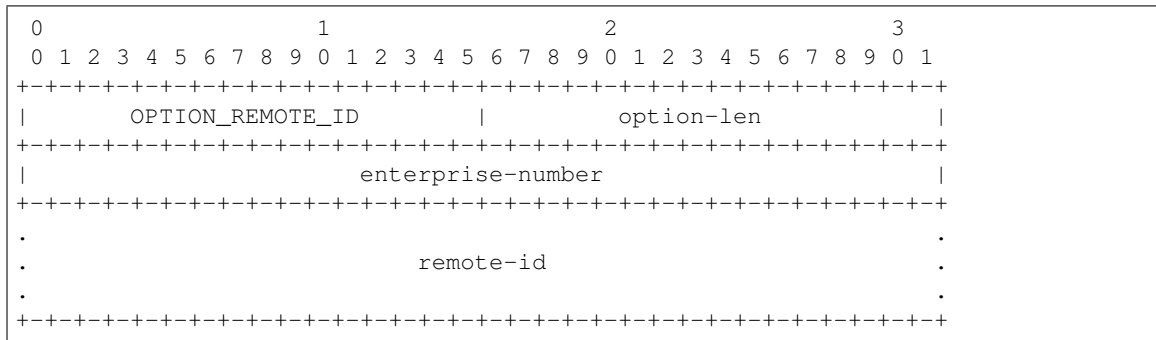 0                   1                   2                   3
 0 1 2 3 4 5 6 7 8 9 0 1 2 3 4 5 6 7 8 9 0 1 2 3 4 5 6 7 8 9 0 1
+-+-+-+-+-+-+-+-+-+-+-+-+-+-+-+-+-+-+-+-+-+-+-+-+-+-+-+-+-+-+-+-+
|       OPTION_REMOTE_ID        |         option-len            |
+-+-+-+-+-+-+-+-+-+-+-+-+-+-+-+-+-+-+-+-+-+-+-+-+-+-+-+-+-+-+-+-+
|                       enterprise-number                       |
+-+-+-+-+-+-+-+-+-+-+-+-+-+-+-+-+-+-+-+-+-+-+-+-+-+-+-+-+-+-+-+-+
.                                                               .
.                           remote-id                           .
.                                                               .
+-+-+-+-+-+-+-+-+-+-+-+-+-+-+-+-+-+-+-+-+-+-+-+-+-+-+-+-+-+-+-+-+